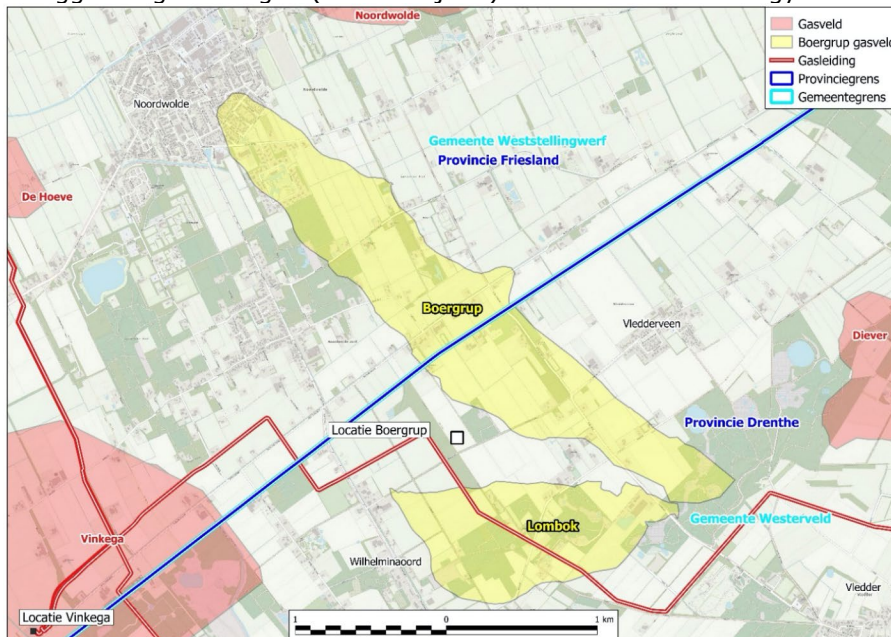 Noordwolde
Gasveld
Boergrup gasveld
Gasleiding
Provinciegrens
Gemeentegrens
Noordwolde
Gemeente Weststellingwerf
Provincie Friesland
De Hoeve
Boergrup
Vledderveen
Diever
Locatie Boergrup
Provincie Drenthe
Lombok
Gemeente Westerveld
Vinkega
Wilhelminaoord
Vledder
Locatie Vinkega
1 0 1 km